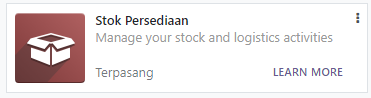 Stok Persediaan
Manage your stock and logistics activities
Terpasang
LEARN MORE